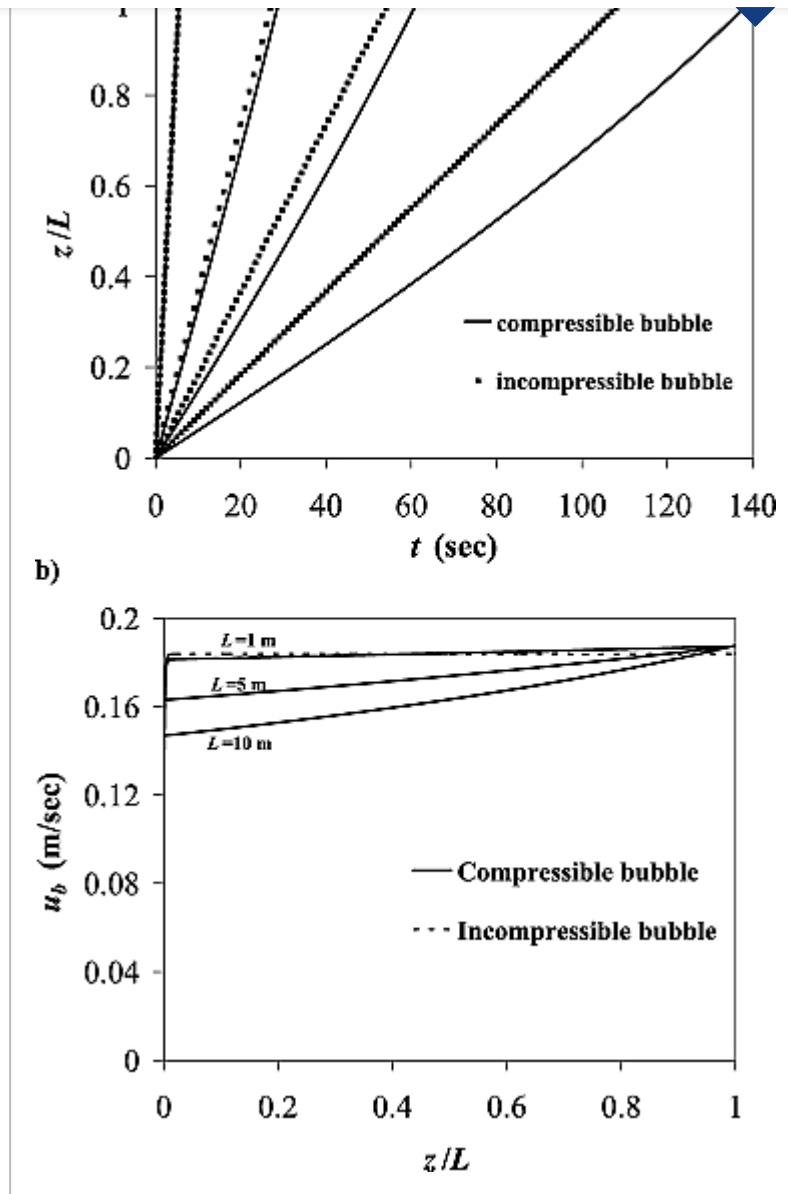 1
0.8
0.6
0.4
0.2
0
z/L
compressible bubble
incompressible bubble
0 20 40 60 80 100 120 140
t (sec)
b)
0.2
0.16
0.12
0.08
0.04
0
u_b (m/sec)
L=1 m
L=5 m
L=10 m
Compressible bubble
Incompressible bubble
0 0.2 0.4 0.6 0.8 1
z/L